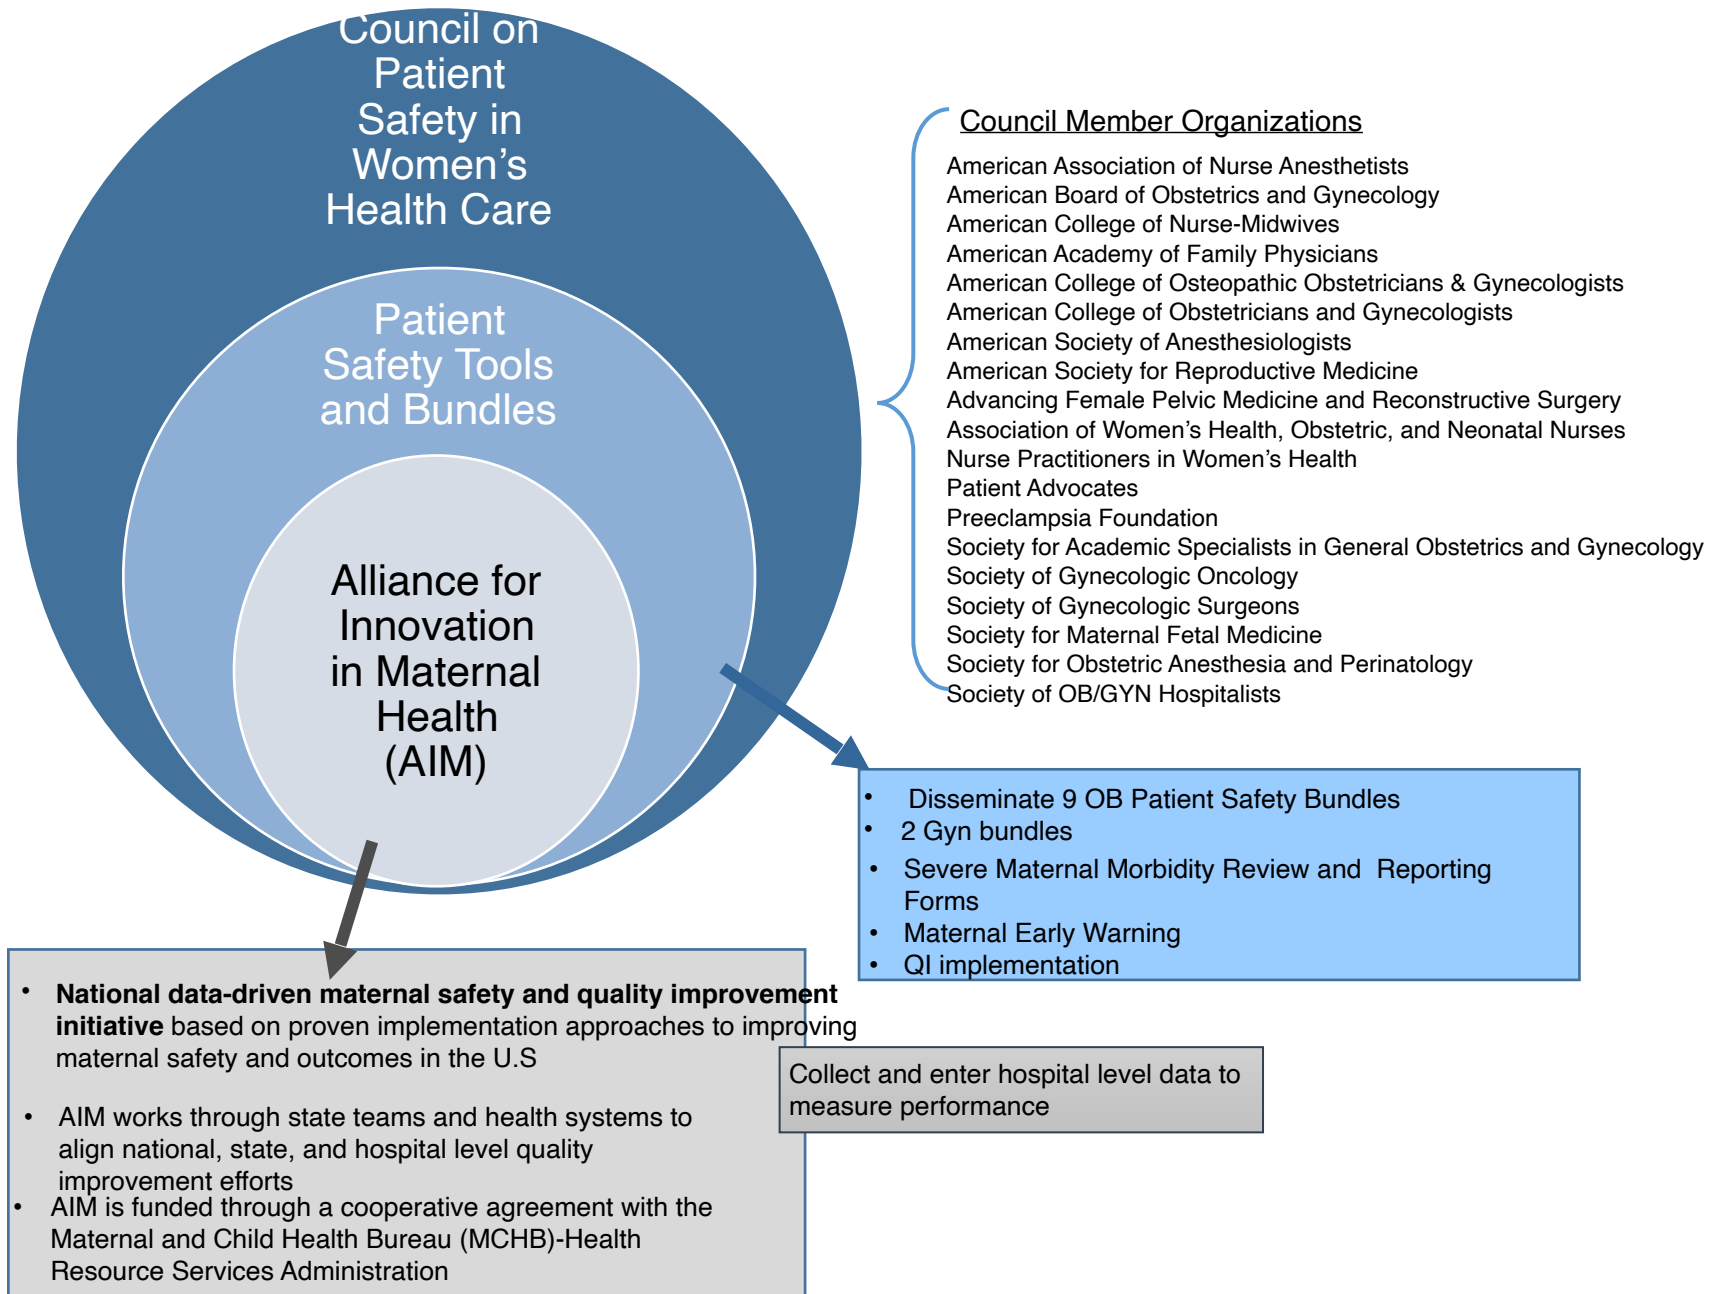 Council on
Patient
Safety in
Women’s
Health Care
Patient
Safety Tools
and Bundles
Alliance for
Innovation
in Maternal
Health
(AIM)
Council Member Organizations
American Association of Nurse Anesthetists
American Board of Obstetrics and Gynecology
American College of Nurse-Midwives
American Academy of Family Physicians
American College of Osteopathic Obstetricians & Gynecologists
American College of Obstetricians and Gynecologists
American Society of Anesthesiologists
American Society for Reproductive Medicine
Advancing Female Pelvic Medicine and Reconstructive Surgery
Association of Women’s Health, Obstetric, and Neonatal Nurses
Nurse Practitioners in Women’s Health
Patient Advocates
Preeclampsia Foundation
Society for Academic Specialists in General Obstetrics and Gynecology
Society of Gynecologic Oncology
Society of Gynecologic Surgeons
Society for Maternal Fetal Medicine
Society for Obstetric Anesthesia and Perinatology
Society of OB/GYN Hospitalists
• Disseminate 9 OB Patient Safety Bundles
• 2 Gyn bundles
• Severe Maternal Morbidity Review and Reporting
Forms
• Maternal Early Warning
• QI implementation
• National data-driven maternal safety and quality improvement
initiative based on proven implementation approaches to improving
maternal safety and outcomes in the U.S
• AIM works through state teams and health systems to
align national, state, and hospital level quality
improvement efforts
• AIM is funded through a cooperative agreement with the
Maternal and Child Health Bureau (MCHB)-Health
Resource Services Administration
Collect and enter hospital level data to
measure performance